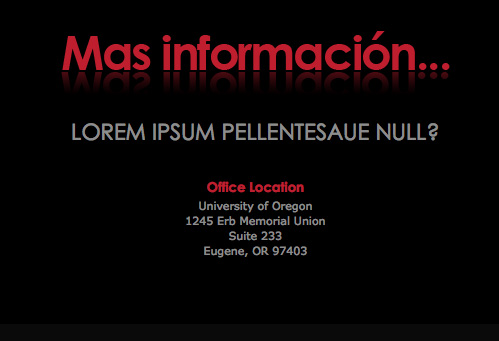 Mas información...
LOREM IPSUM PELLENTESAUE NULL?
Office Location
University of Oregon
1245 Erb Memorial Union
Suite 233
Eugene, OR 97403